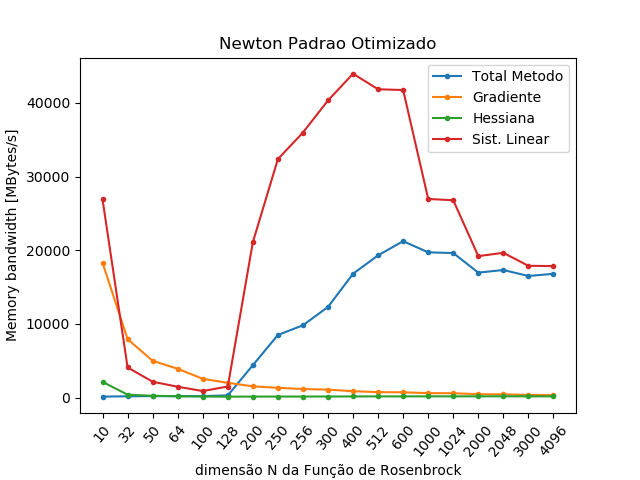 Newton Padrao Otimizado
Memory bandwidth [MBytes/s]
40000
30000
20000
10000
0
Total Metodo
Gradiente
Hessiana
Sist. Linear
10 32 50 64 100 128 200 250 256 300 400 512 600 1000 1024 2000 2048 3000 4096
dimensão N da Função de Rosenbrock